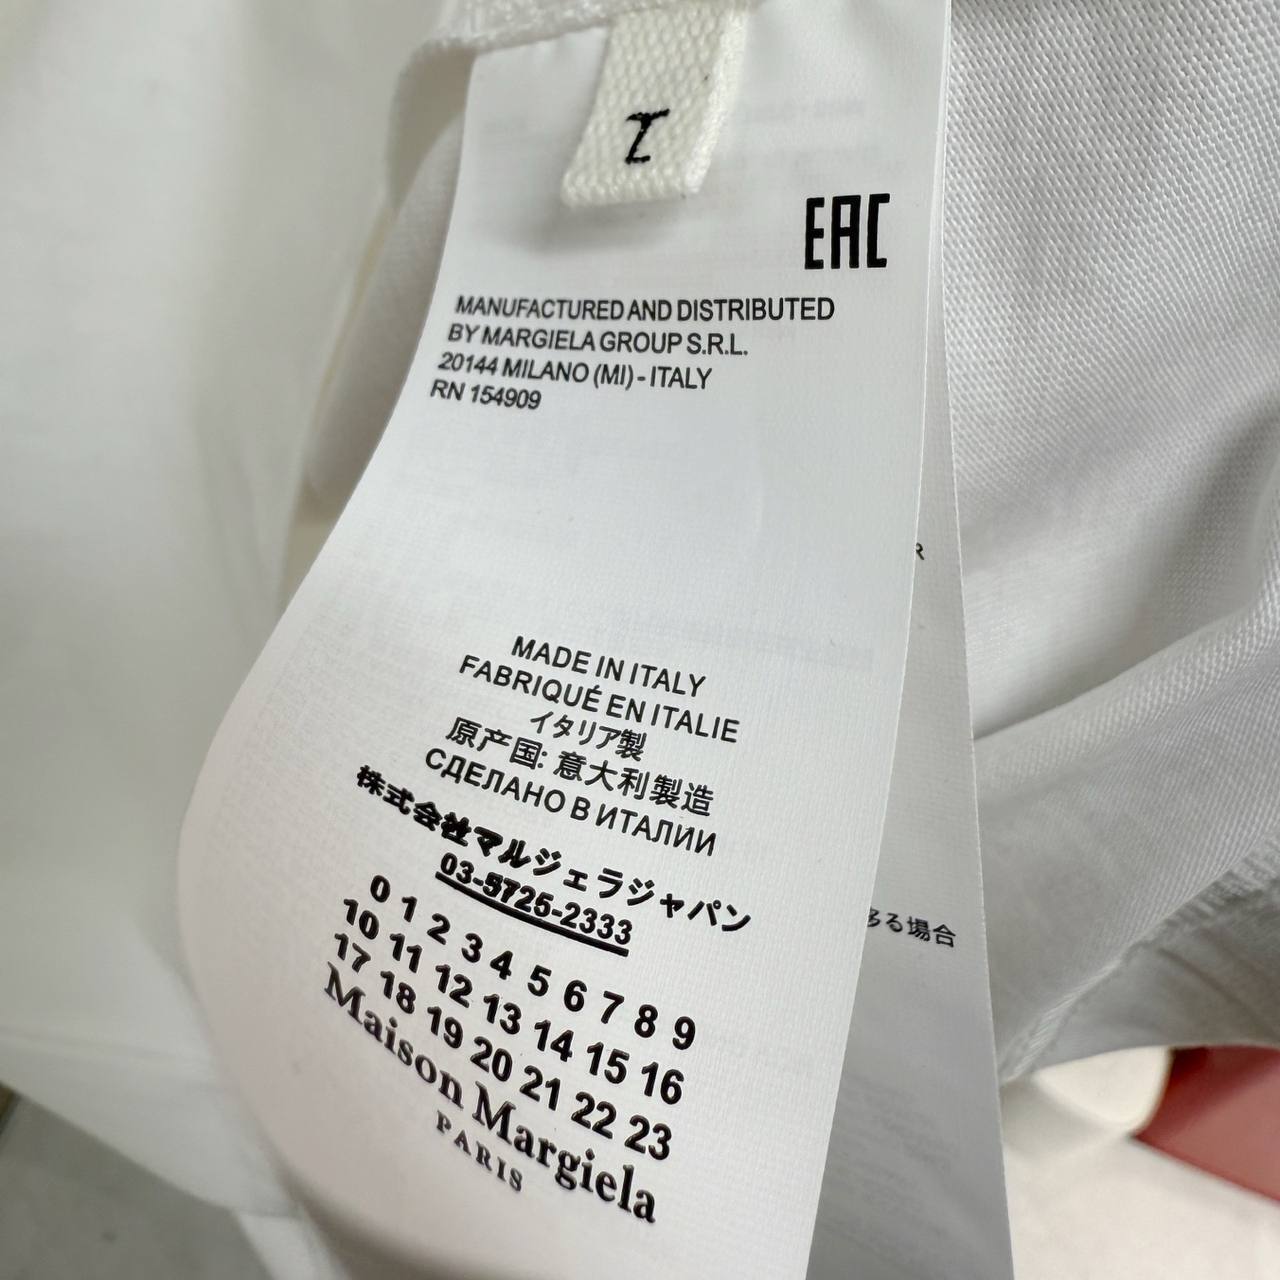 L
EAC
MANUFACTURED AND DISTRIBUTED
BY MARGIELA GROUP S.R.L.
20144 MILANO (MI) - ITALY
RN 154909
MADE IN ITALY
FABRIQUÉ EN ITALIE
イタリア製
原产国: 意大利製造
СДЕЛАНО В ИТАЛИИ
株式会社マルジェラジャパン
03-5725-2333
0 1 2 3 4 5 6 7 8 9
10 11 12 13 14 15 16
17 18 19 20 21 22 23
Maison Margiela
PARIS
R
る場合